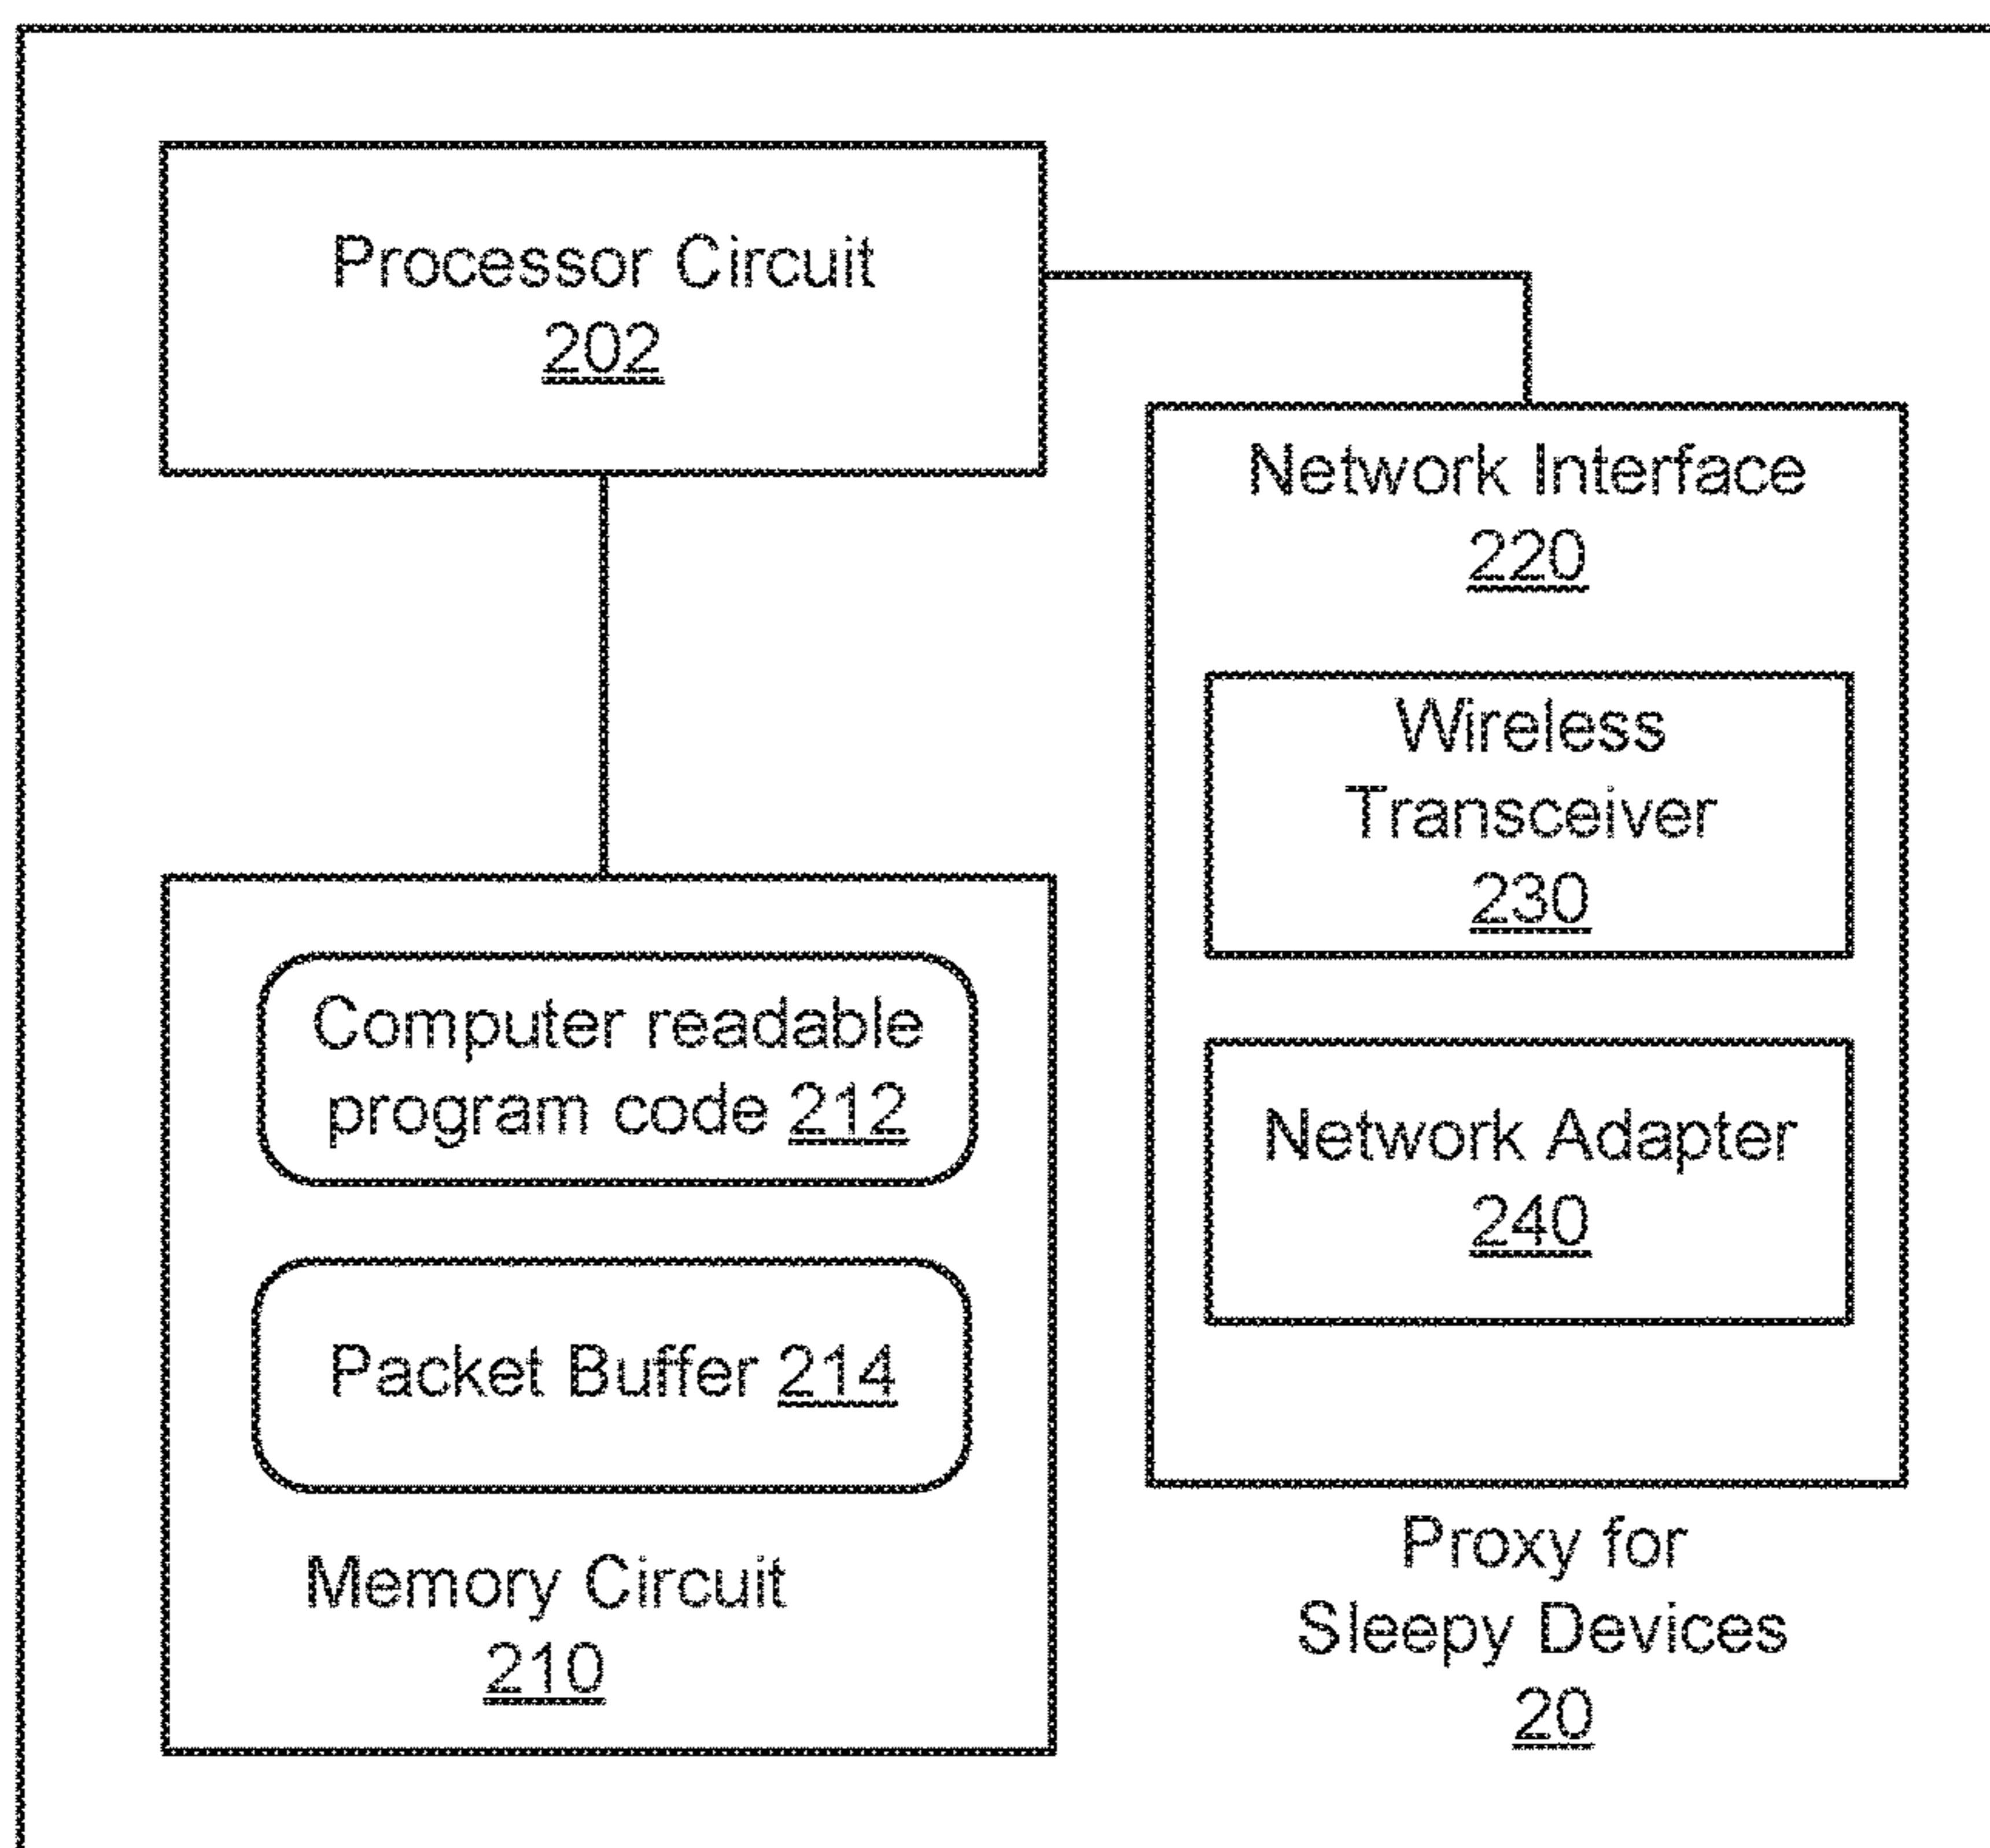 Processor Circuit
202
Network Interface
220
Wireless
Transceiver
230
Network Adapter
240
Computer readable
program code 212
Packet Buffer 214
Memory Circuit
210
Proxy for
Sleepy Devices
20